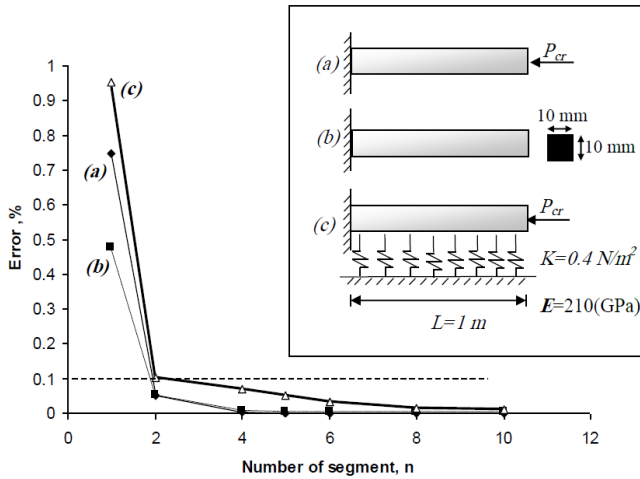 (a)
P_cr
10 mm
(b)
10 mm
(c)
P_cr
K=0.4 N/m²
L=1 m
E=210(GPa)
Error ,%
1
0.9
0.8
0.7
0.6
0.5
0.4
0.3
0.2
0.1
0
(c)
(a)
(b)
0 2 4 6 8 10 12
Number of segment, n